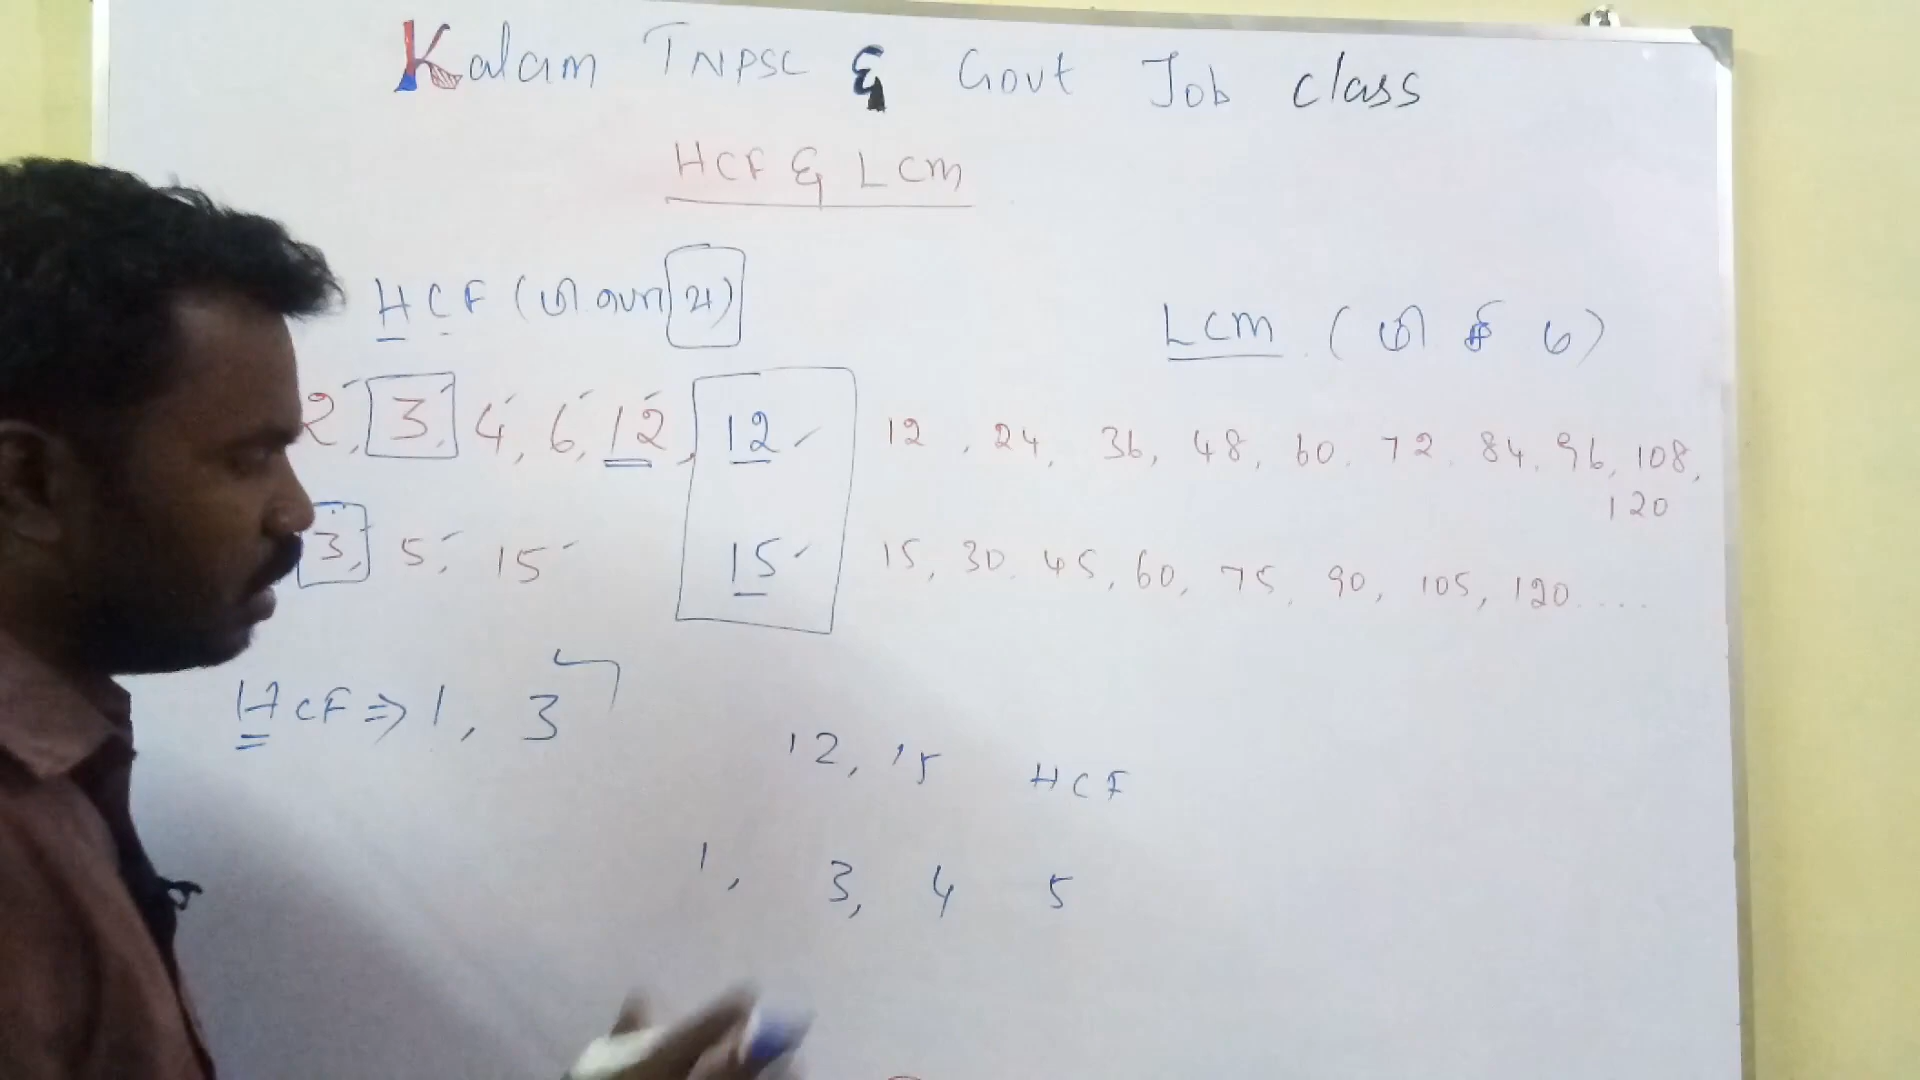 Kalam TNPSC & Govt Job class
HCF & LCM
HCF (மீ பொ வ)
LCM (மீ சி ம)
2, 3, 4, 6, 12, 12
12, 24, 36, 48, 60, 72, 84, 96, 108,
120
3, 5, 15 15
15, 30, 45, 60, 75, 90, 105, 120....
HCF ⇒ 1, 3
12, 15 HCF
1, 3, 4 5